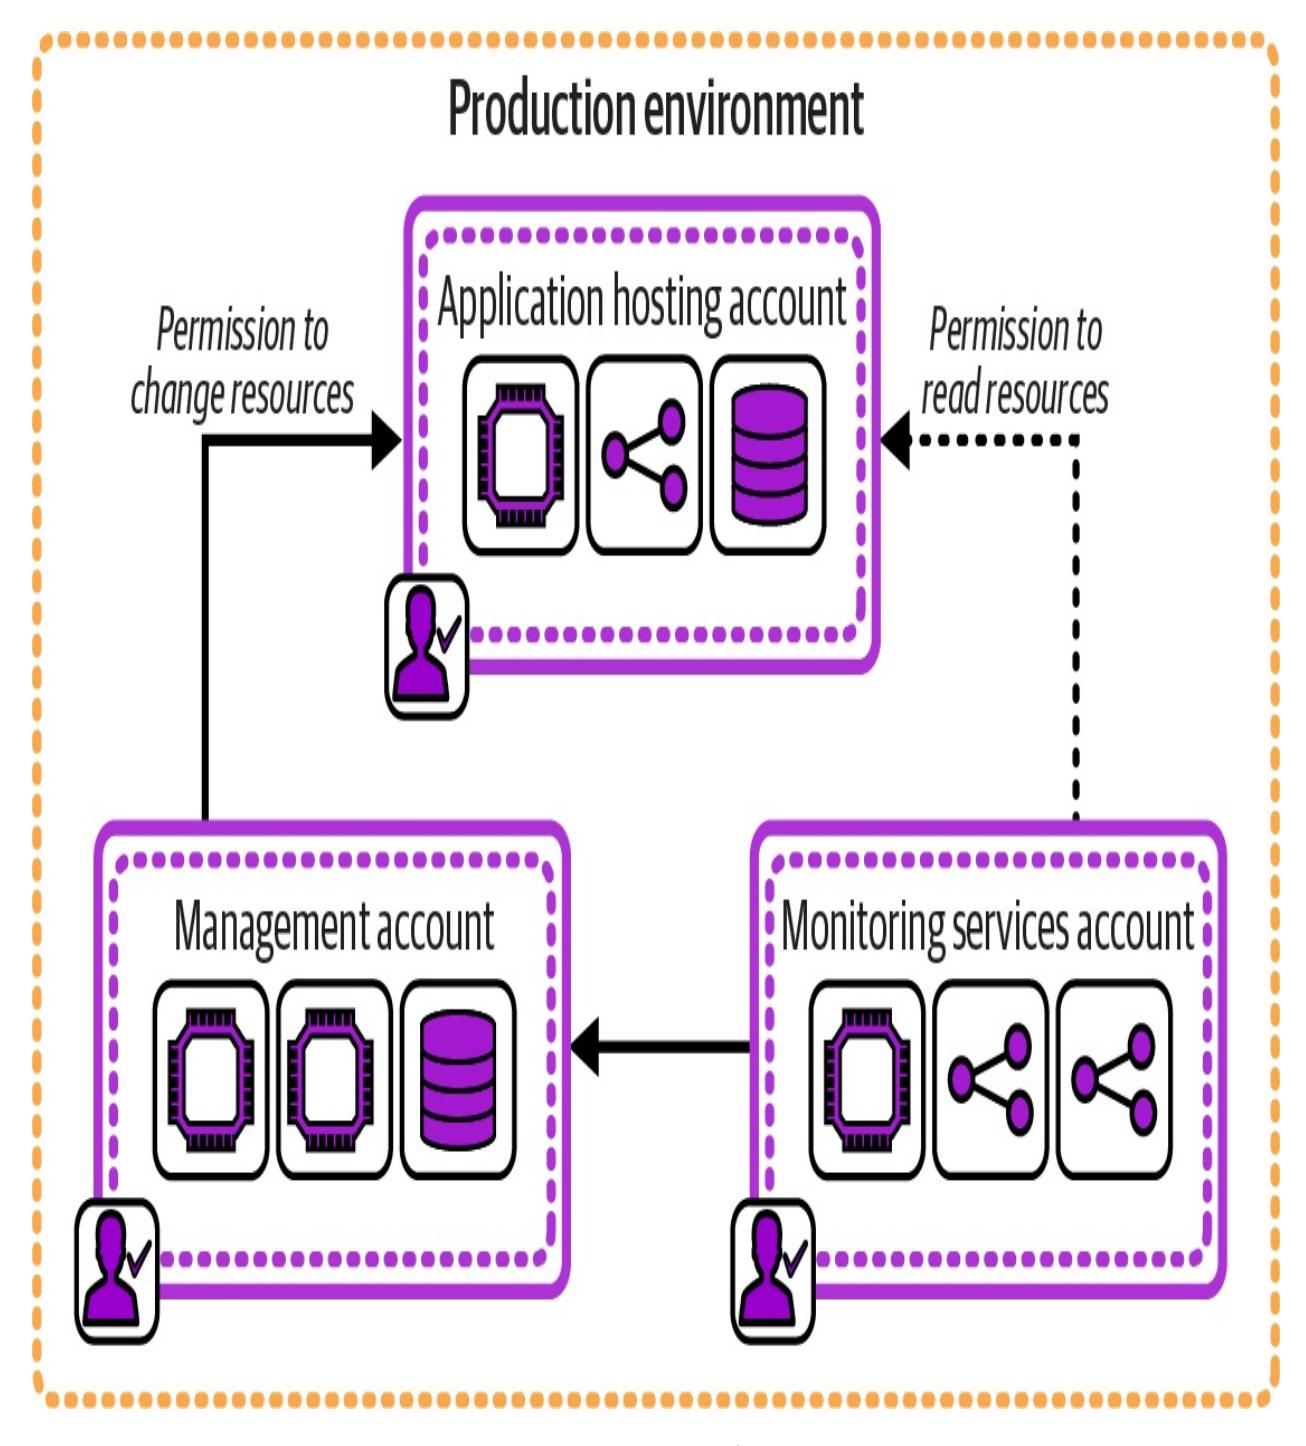 Production environment
Application hosting account
Permission to
change resources
Permission to
read resources
Management account
Monitoring services account